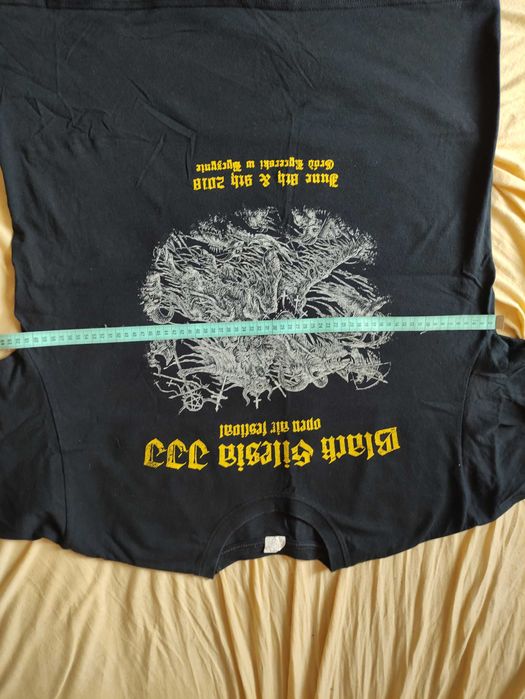 Black Silesia III
open air festival
June 8th & 9th 2018
Gród Rycerski w Byczynie